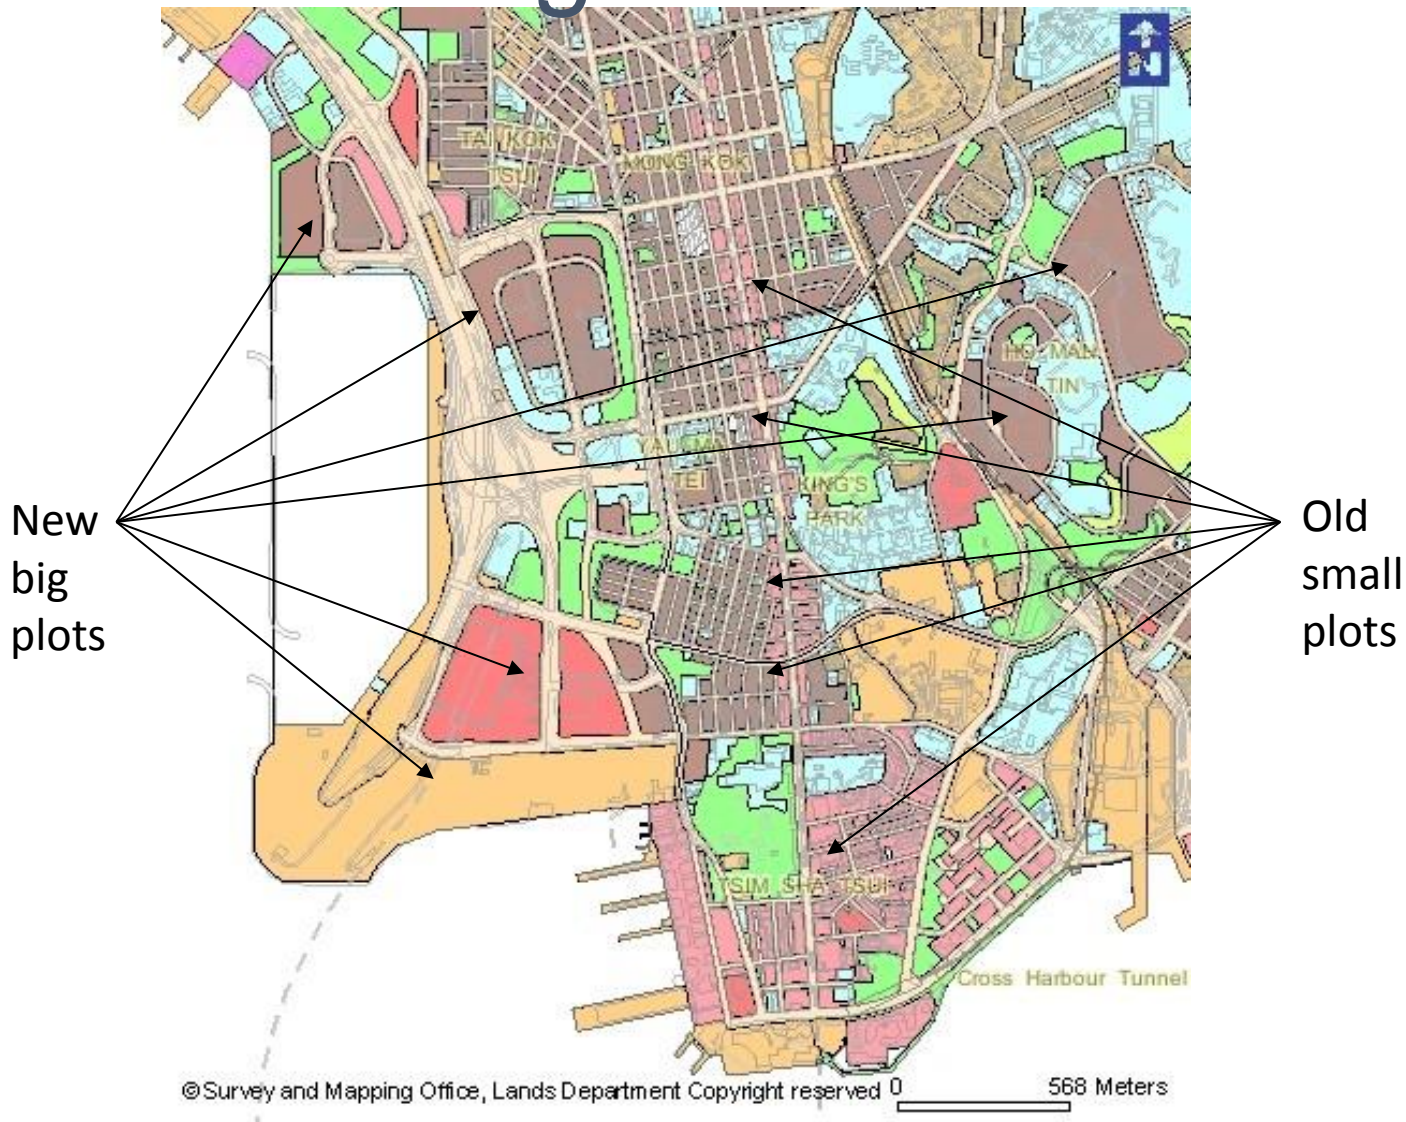 TAI KOK
TSUI
MONG KOK
HO MAN
TIN
YAU MA
TEI
KING'S
PARK
New
big
plots
Old
small
plots
TSIM SHA TSUI
Cross Harbour Tunnel
©Survey and Mapping Office, Lands Department Copyright reserved 0 568 Meters